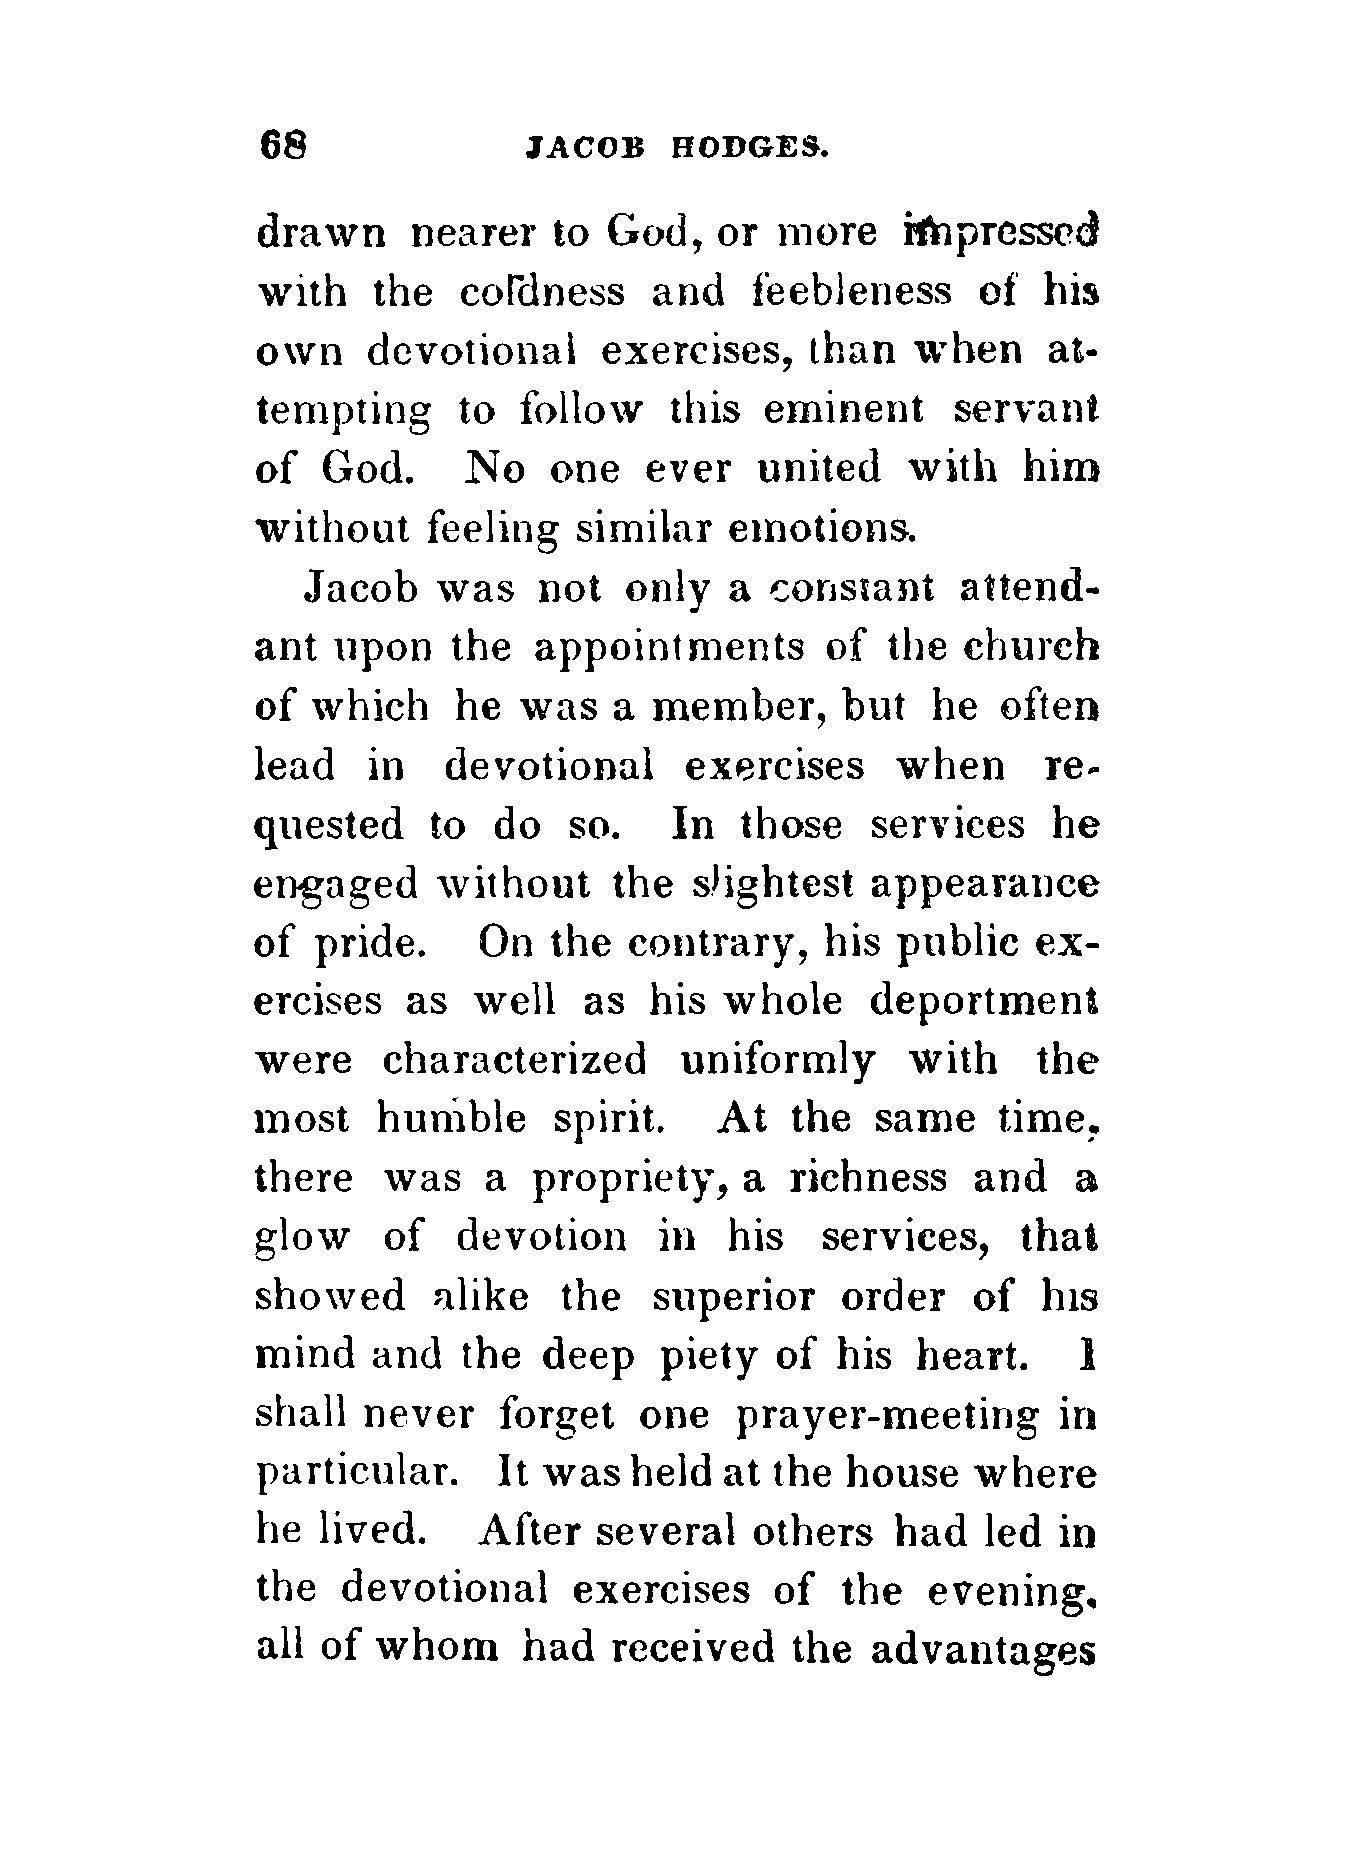 68 JACOB HODGES.
drawn nearer to God, or more impressed
with the coldness and feebleness of his
own devotional exercises, than when at-
tempting to follow this eminent servant
of God. No one ever united with him
without feeling similar emotions.
Jacob was not only a constant attend-
ant upon the appointments of the church
of which he was a member, but he often
lead in devotional exercises when re-
quested to do so. In those services he
engaged without the slightest appearance
of pride. On the contrary, his public ex-
ercises as well as his whole deportment
were characterized uniformly with the
most humble spirit. At the same time,
there was a propriety, a richness and a
glow of devotion in his services, that
showed alike the superior order of his
mind and the deep piety of his heart. I
shall never forget one prayer-meeting in
particular. It was held at the house where
he lived. After several others had led in
the devotional exercises of the evening,
all of whom had received the advantages